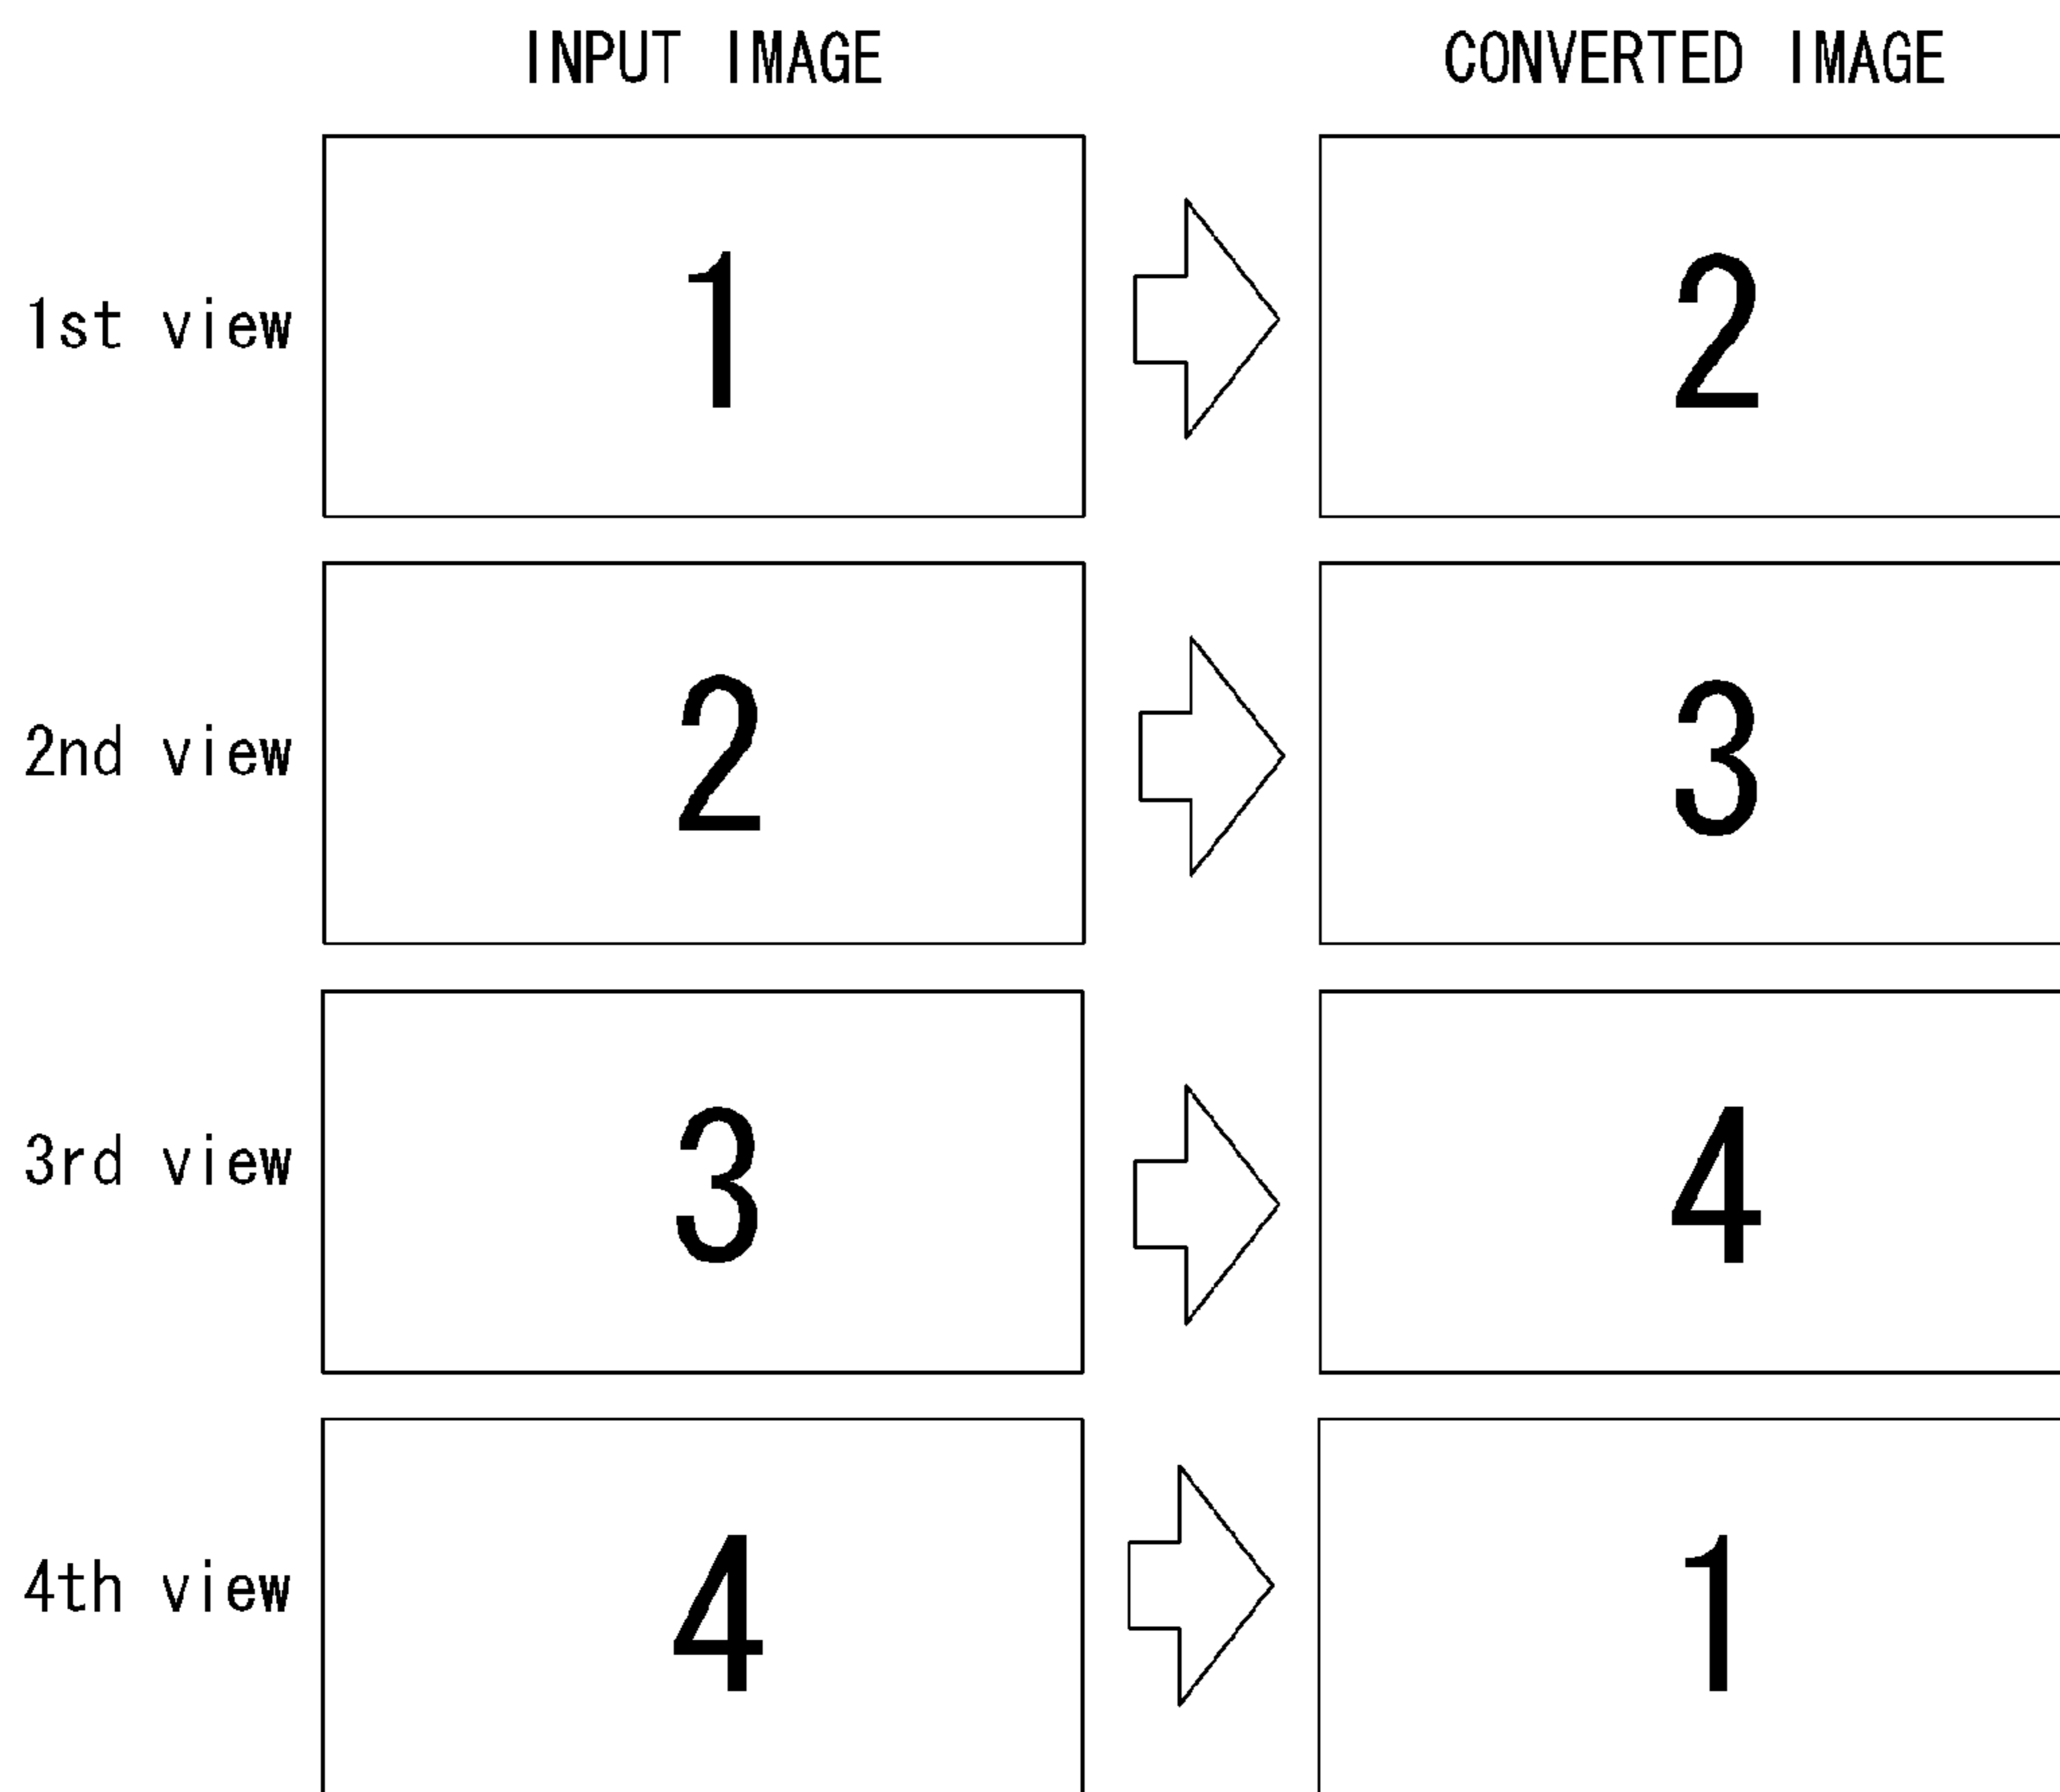 INPUT IMAGE CONVERTED IMAGE
1st view 1 2
2nd view 2 3
3rd view 3 4
4th view 4 1